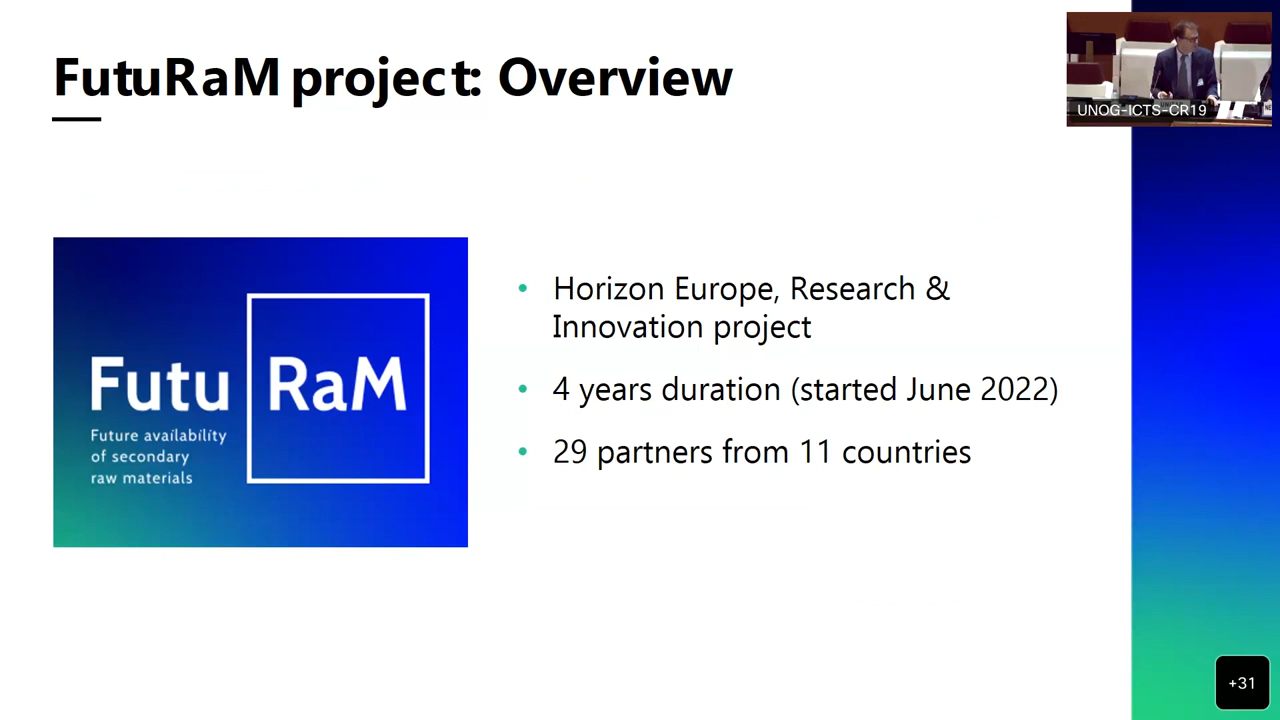 FutuRaM project: Overview
UNOG-ICTS-CR19
Futu RaM
Future availability
of secondary
raw materials
• Horizon Europe, Research &
Innovation project
• 4 years duration (started June 2022)
• 29 partners from 11 countries
+31